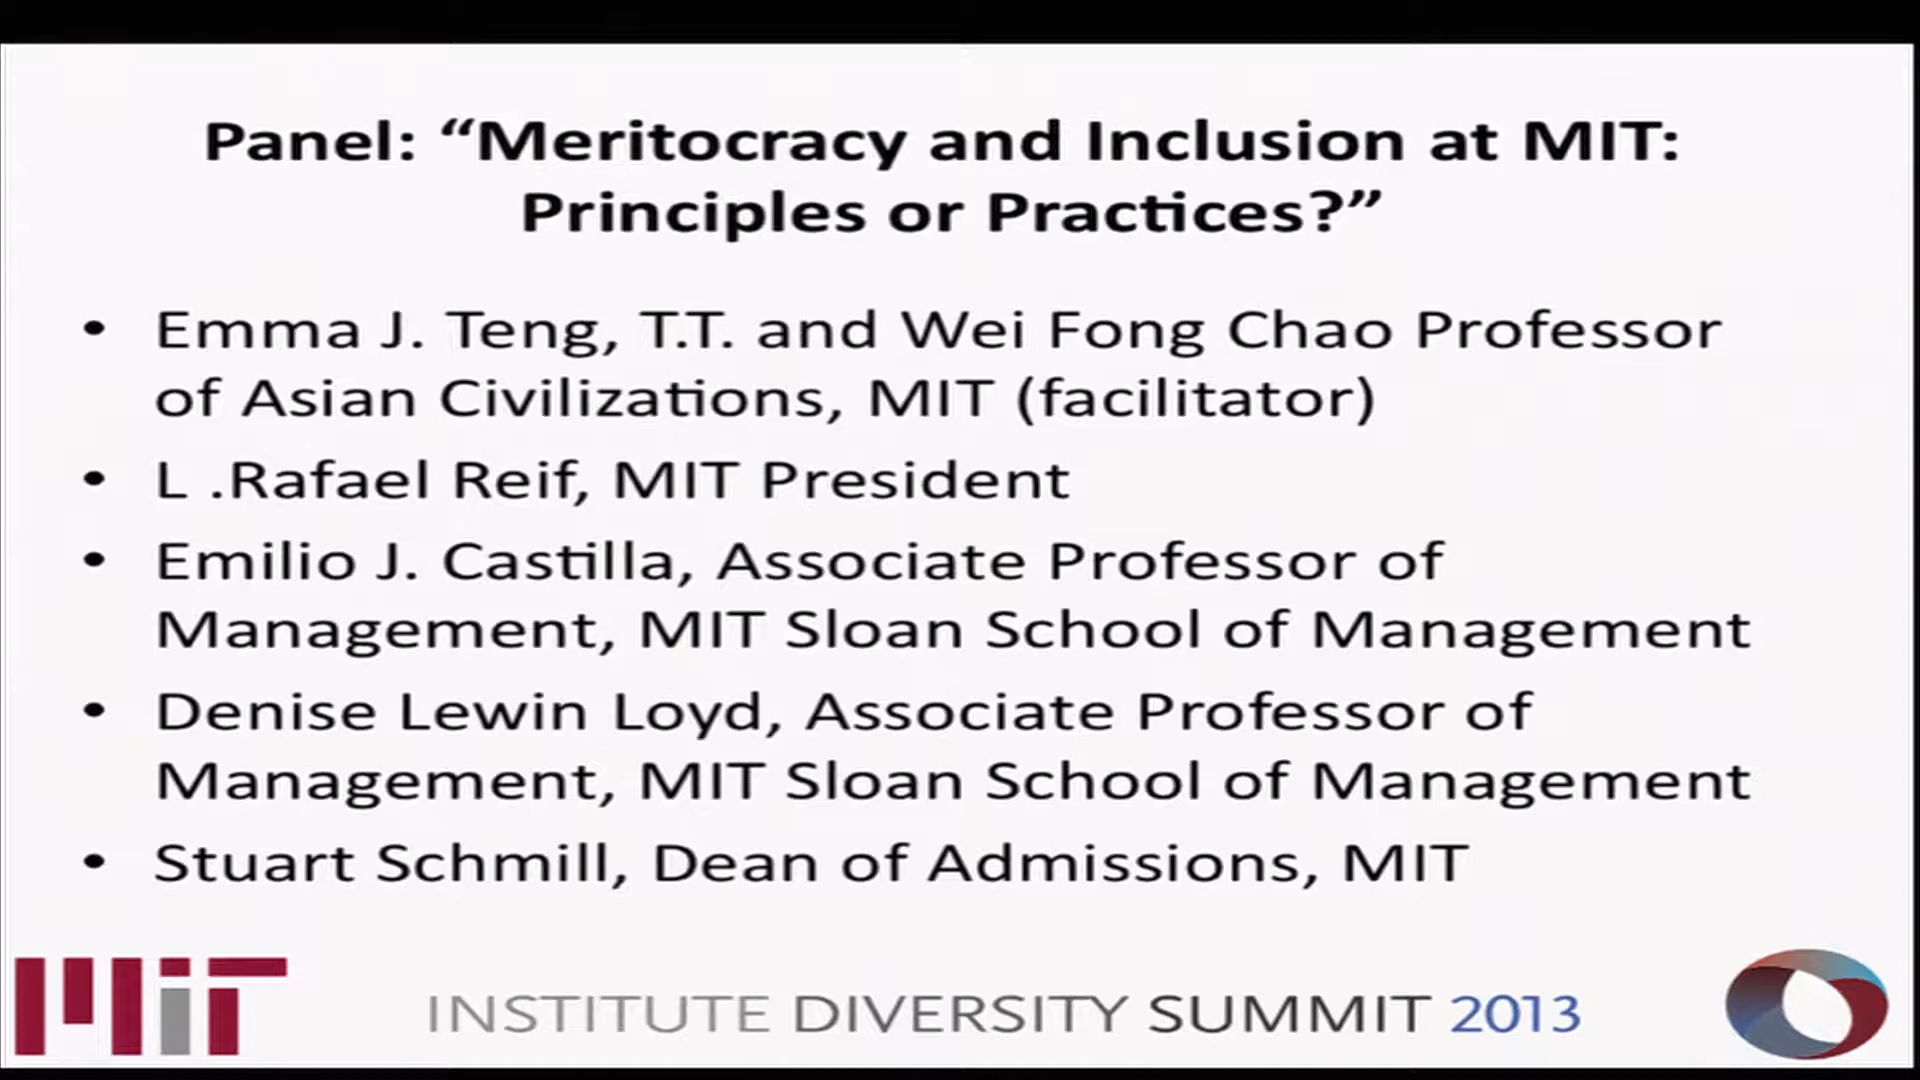 Panel: “Meritocracy and Inclusion at MIT:
Principles or Practices?”
• Emma J. Teng, T.T. and Wei Fong Chao Professor
of Asian Civilizations, MIT (facilitator)
• L .Rafael Reif, MIT President
• Emilio J. Castilla, Associate Professor of
Management, MIT Sloan School of Management
• Denise Lewin Loyd, Associate Professor of
Management, MIT Sloan School of Management
• Stuart Schmill, Dean of Admissions, MIT
MIT
INSTITUTE DIVERSITY SUMMIT 2013